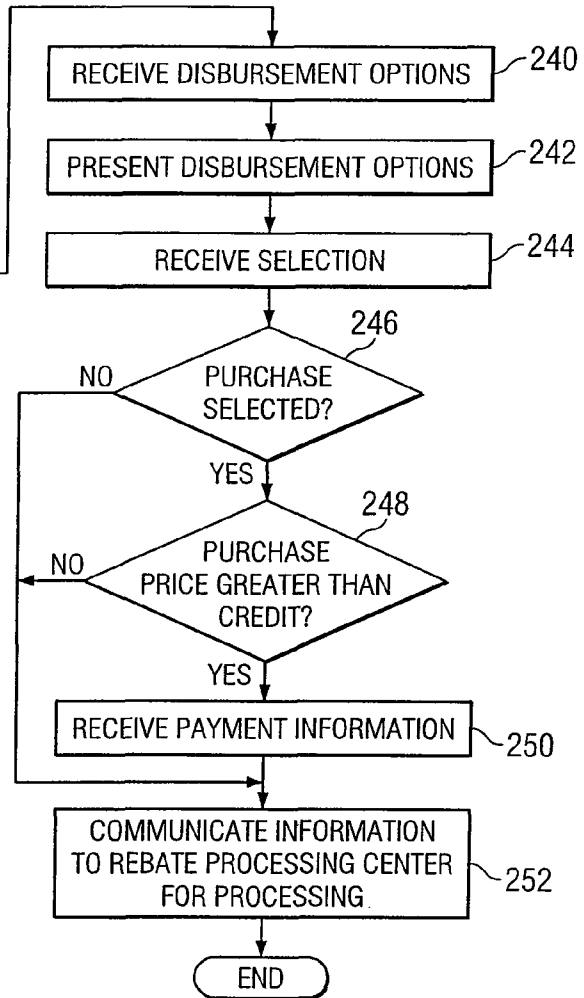 RECEIVE DISBURSEMENT OPTIONS
240
PRESENT DISBURSEMENT OPTIONS
242
RECEIVE SELECTION
244
246
NO
PURCHASE
SELECTED?
YES
248
NO
PURCHASE
PRICE GREATER THAN
CREDIT?
YES
RECEIVE PAYMENT INFORMATION
250
COMMUNICATE INFORMATION
TO REBATE PROCESSING CENTER
FOR PROCESSING
252
END